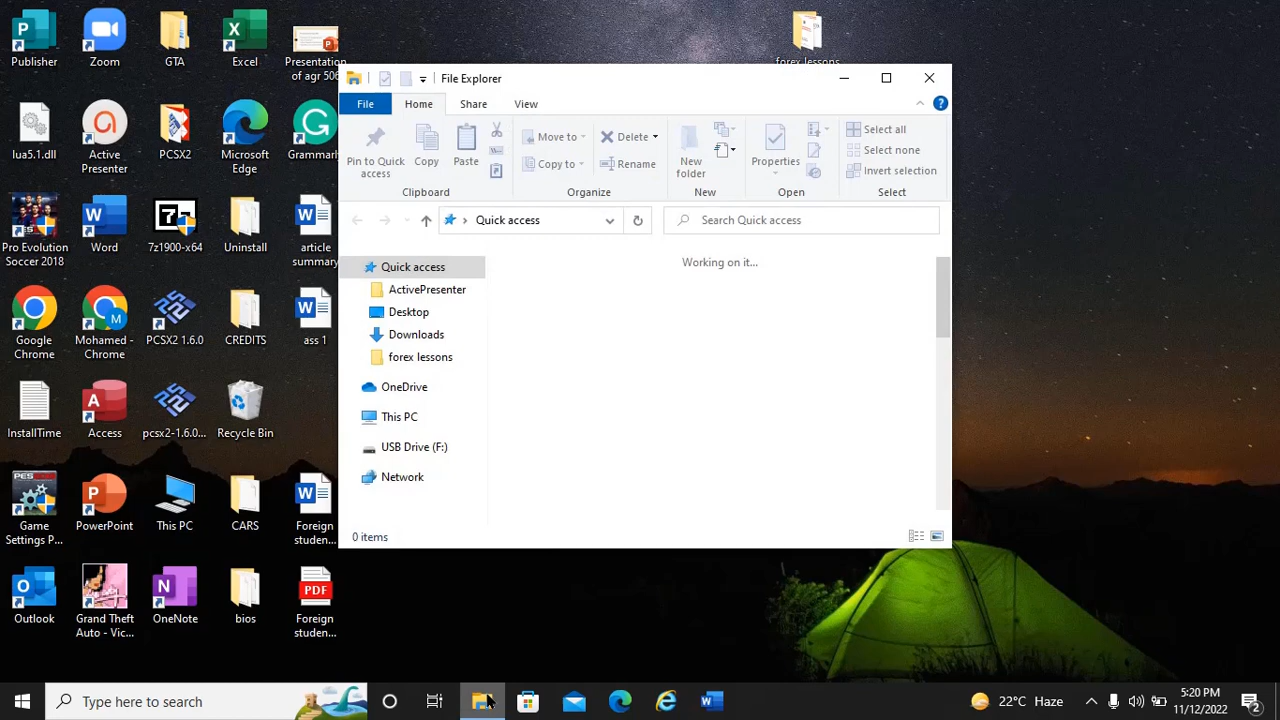 Publisher
Zoom
GTA
Excel
Presentation
of agr 506
forex lessons
lua5.1.dll
Active
Presenter
PCSX2
Microsoft
Edge
Grammarly
Pro Evolution
Soccer 2018
Word
7z1900-x64
Uninstall
article
summary
Google
Chrome
Mohamed -
Chrome
PCSX2 1.6.0
CREDITS
ass 1
InstallTime
Access
pcsx2-1.6.0...
Recycle Bin
Game
Settings P...
PowerPoint
This PC
CARS
Foreign
studen...
Outlook
Grand Theft
Auto - Vic...
OneNote
bios
PDF
Foreign
studen...
File Explorer
File
Home
Share
View
Pin to Quick
access
Copy
Paste
Clipboard
Move to
Copy to
Delete
Rename
Organize
New
folder
New
Properties
Open
Select all
Select none
Invert selection
Select
Quick access
Search Quick access
Quick access
ActivePresenter
Desktop
Downloads
forex lessons
OneDrive
This PC
USB Drive (F:)
Network
Working on it...
0 items
Type here to search
22°C Haze
3:20 PM
11/12/2022
2